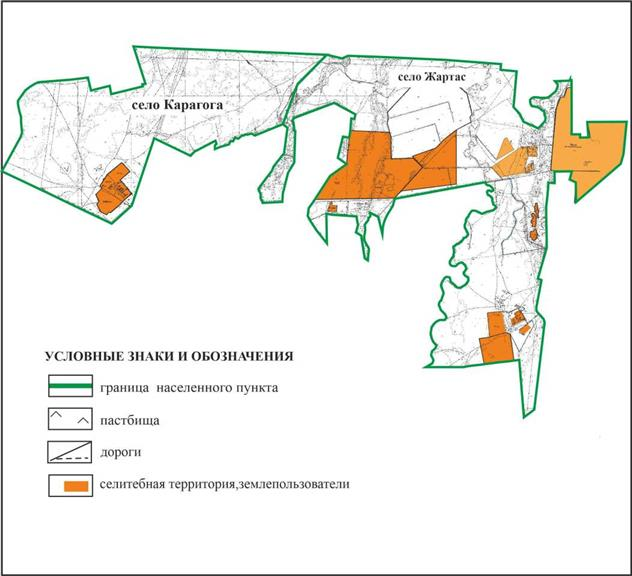 село Жартас
село Карагога
УСЛОВНЫЕ ЗНАКИ И ОБОЗНАЧЕНИЯ
граница населенного пункта
пастбища
дороги
селитебная территория,землепользователи